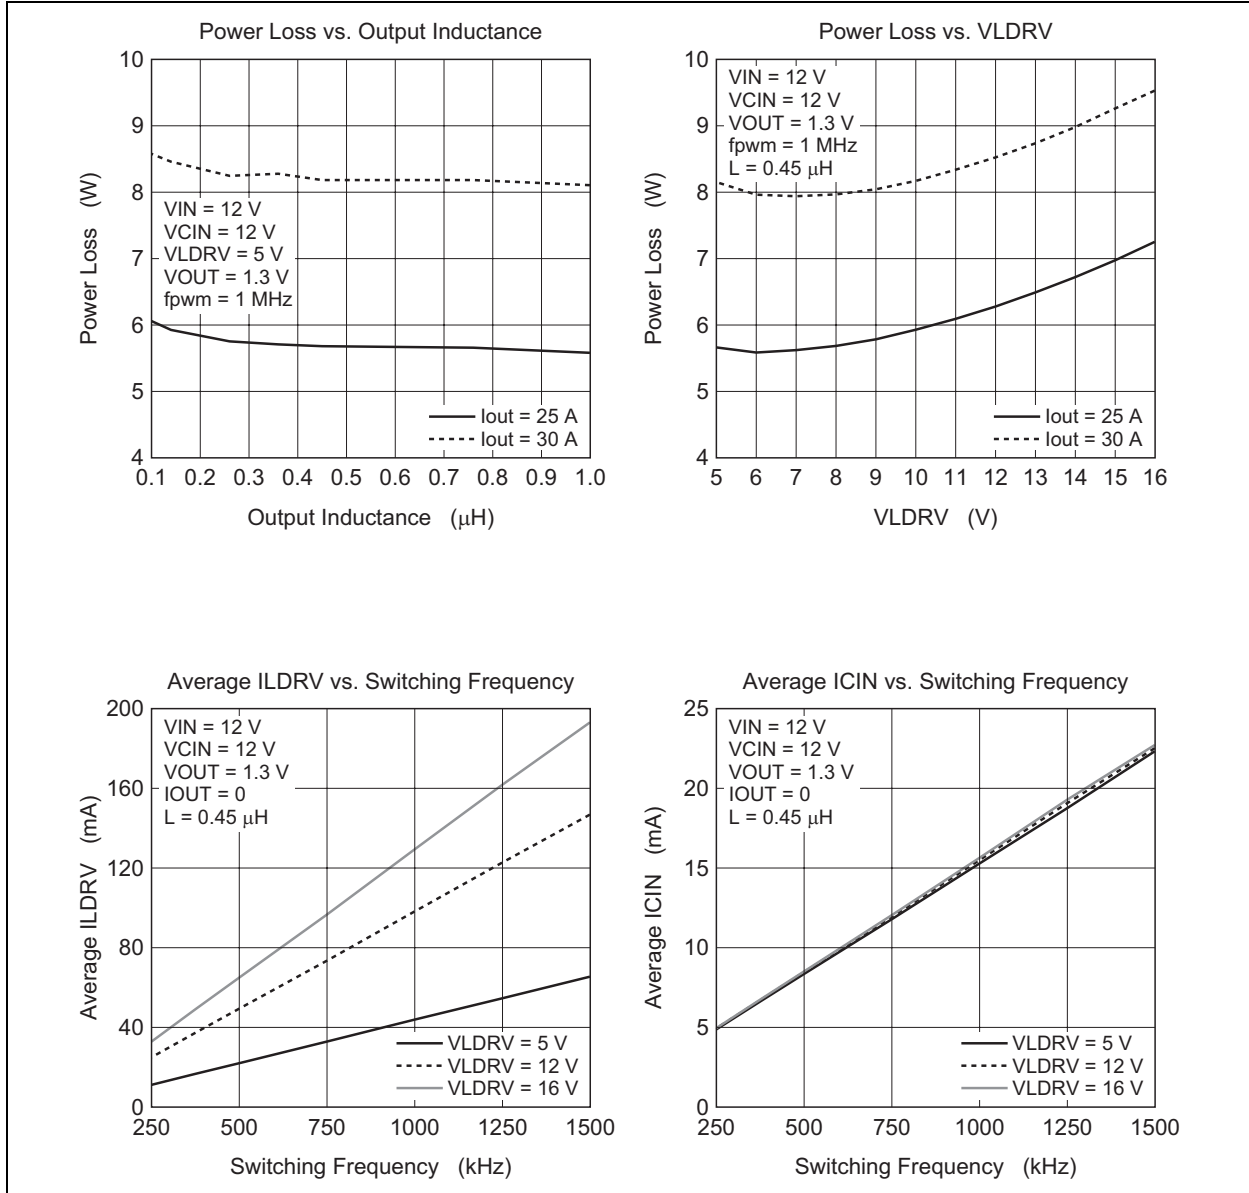 Power Loss vs. Output Inductance
10
9
8
7
6
5
4
Power Loss (W)
VIN = 12 V
VCIN = 12 V
VLDRV = 5 V
VOUT = 1.3 V
fpwm = 1 MHz
Iout = 25 A
Iout = 30 A
0.1 0.2 0.3 0.4 0.5 0.6 0.7 0.8 0.9 1.0
Output Inductance (μH)
Power Loss vs. VLDRV
10
9
8
7
6
5
4
Power Loss (W)
VIN = 12 V
VCIN = 12 V
VOUT = 1.3 V
fpwm = 1 MHz
L = 0.45 μH
Iout = 25 A
Iout = 30 A
5 6 7 8 9 10 11 12 13 14 15 16
VLDRV (V)
Average ILDRV vs. Switching Frequency
200
160
120
80
40
0
Average ILDRV (mA)
VIN = 12 V
VCIN = 12 V
VOUT = 1.3 V
IOUT = 0
L = 0.45 μH
VLDRV = 5 V
VLDRV = 12 V
VLDRV = 16 V
250 500 750 1000 1250 1500
Switching Frequency (kHz)
Average ICIN vs. Switching Frequency
25
20
15
10
5
0
Average ICIN (mA)
VIN = 12 V
VCIN = 12 V
VOUT = 1.3 V
IOUT = 0
L = 0.45 μH
VLDRV = 5 V
VLDRV = 12 V
VLDRV = 16 V
250 500 750 1000 1250 1500
Switching Frequency (kHz)